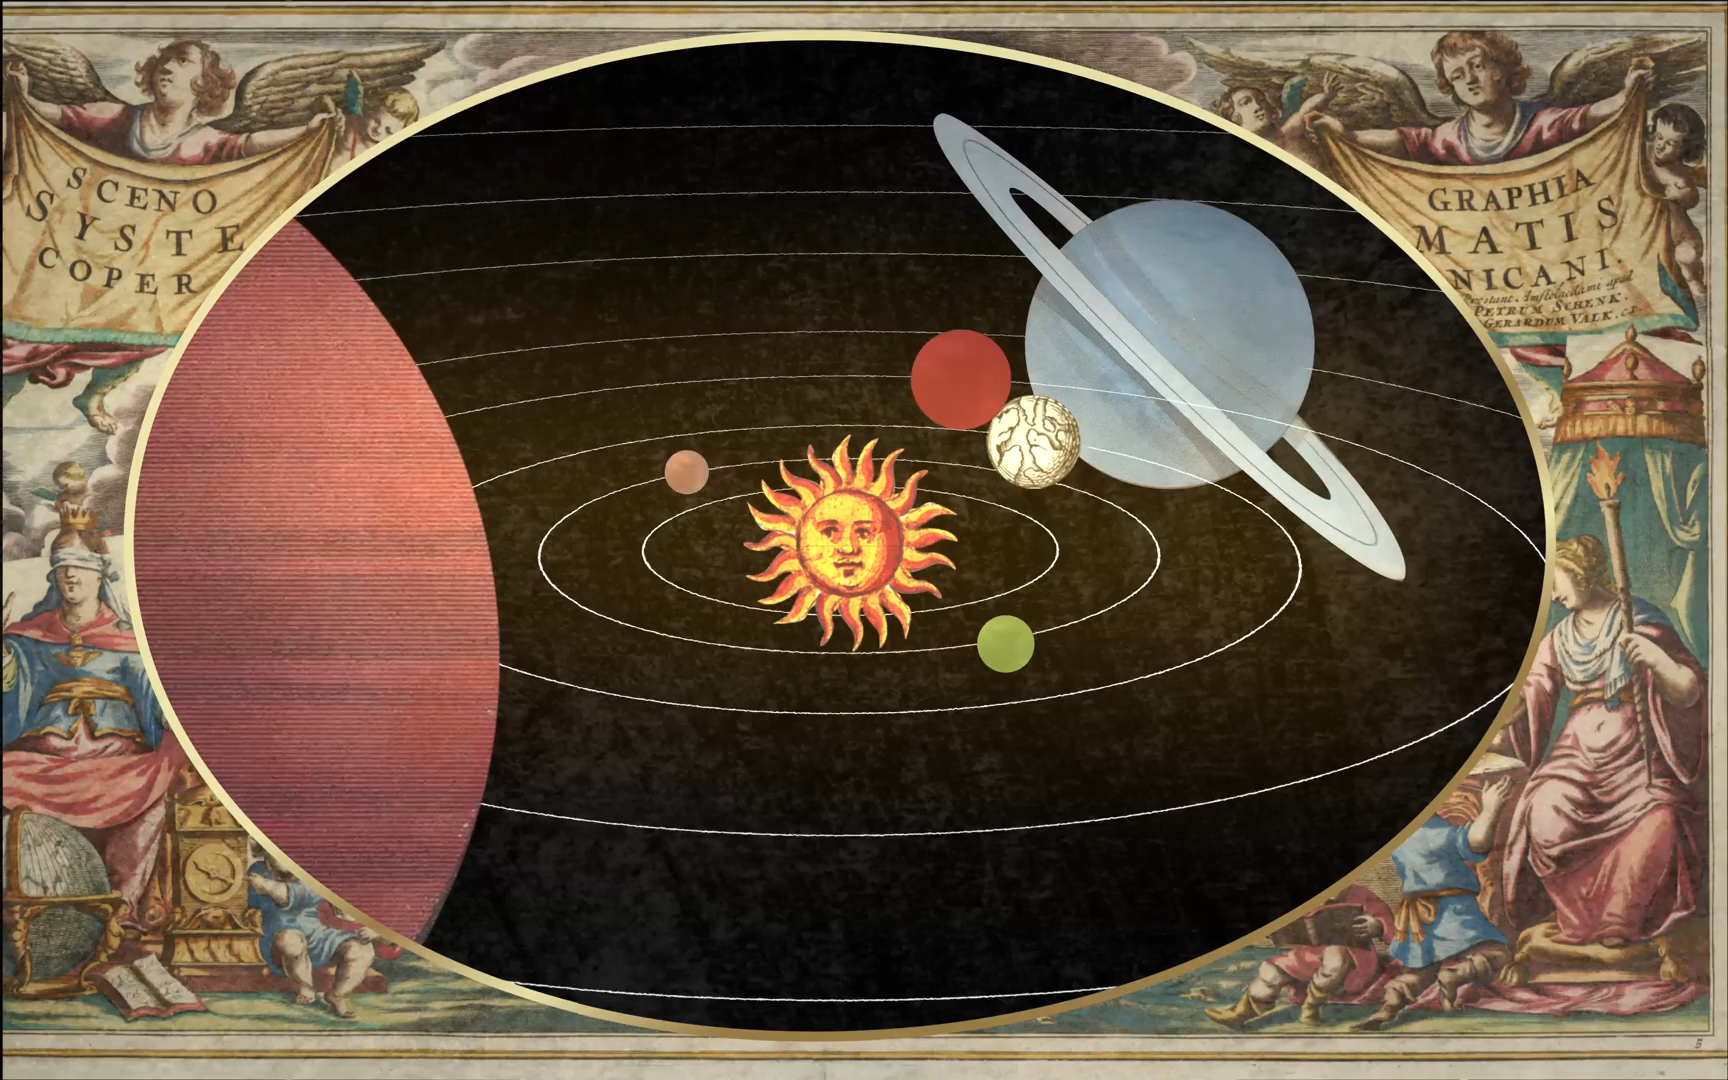 SCENO
SYSTE
COPER
GRAPHIA
MATIS
NICANI.
PETRUM SCHENK.
GERARDUM VALK.